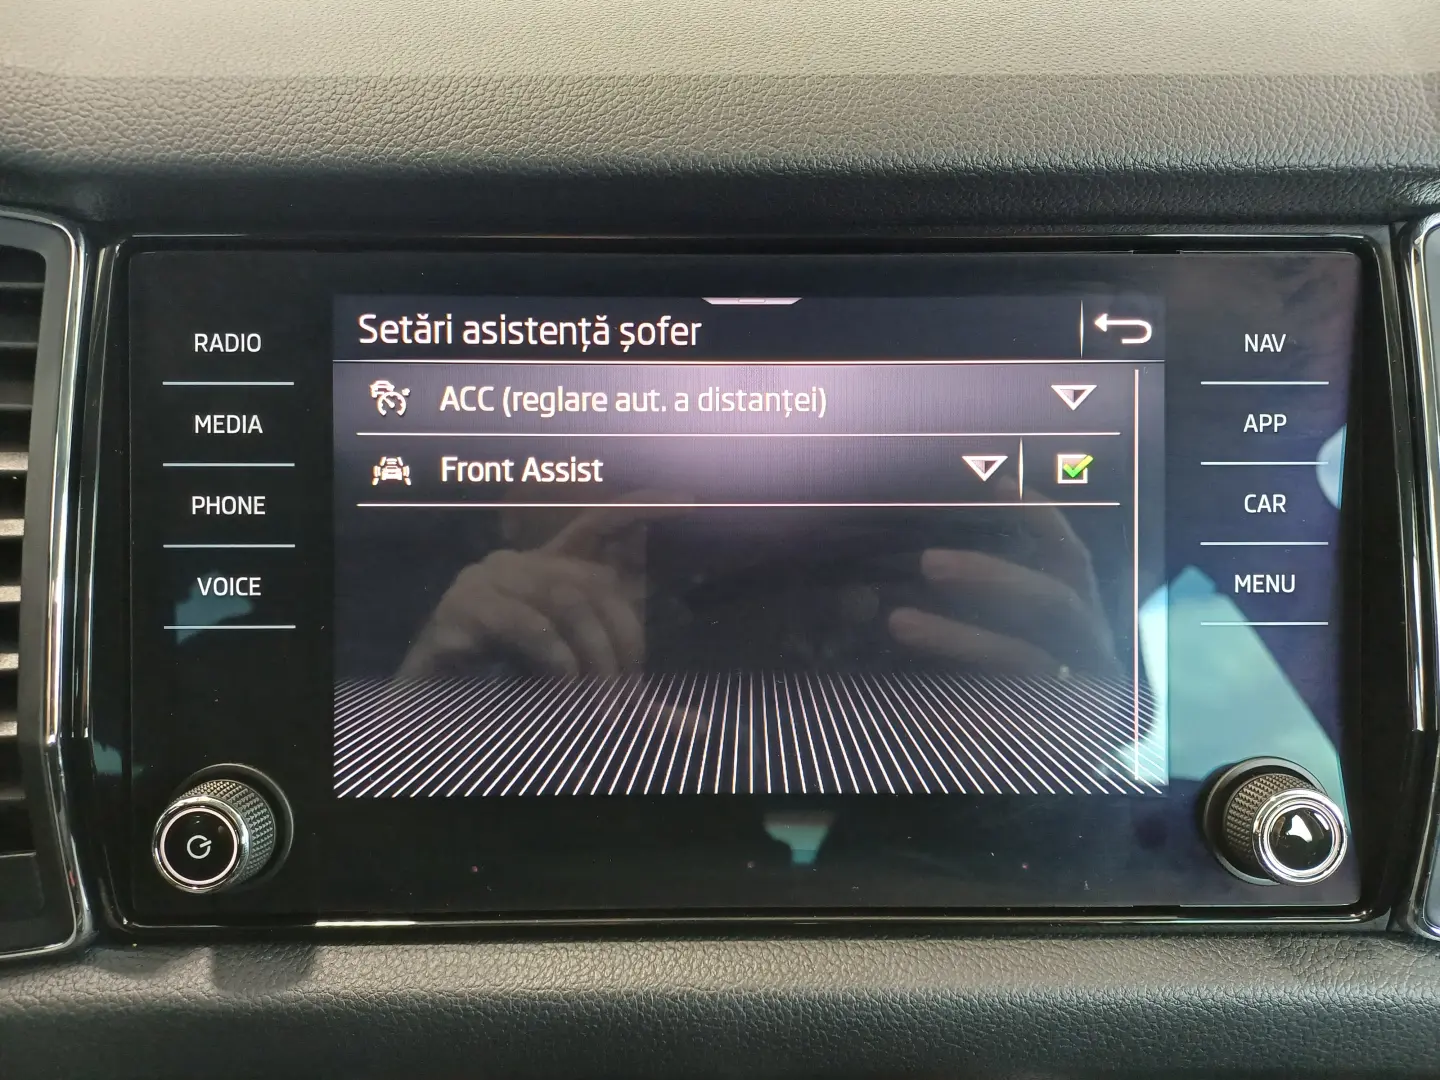 Setări asistență șofer
ACC (reglare aut. a distanței)
Front Assist
RADIO
MEDIA
PHONE
VOICE
NAV
APP
CAR
MENU